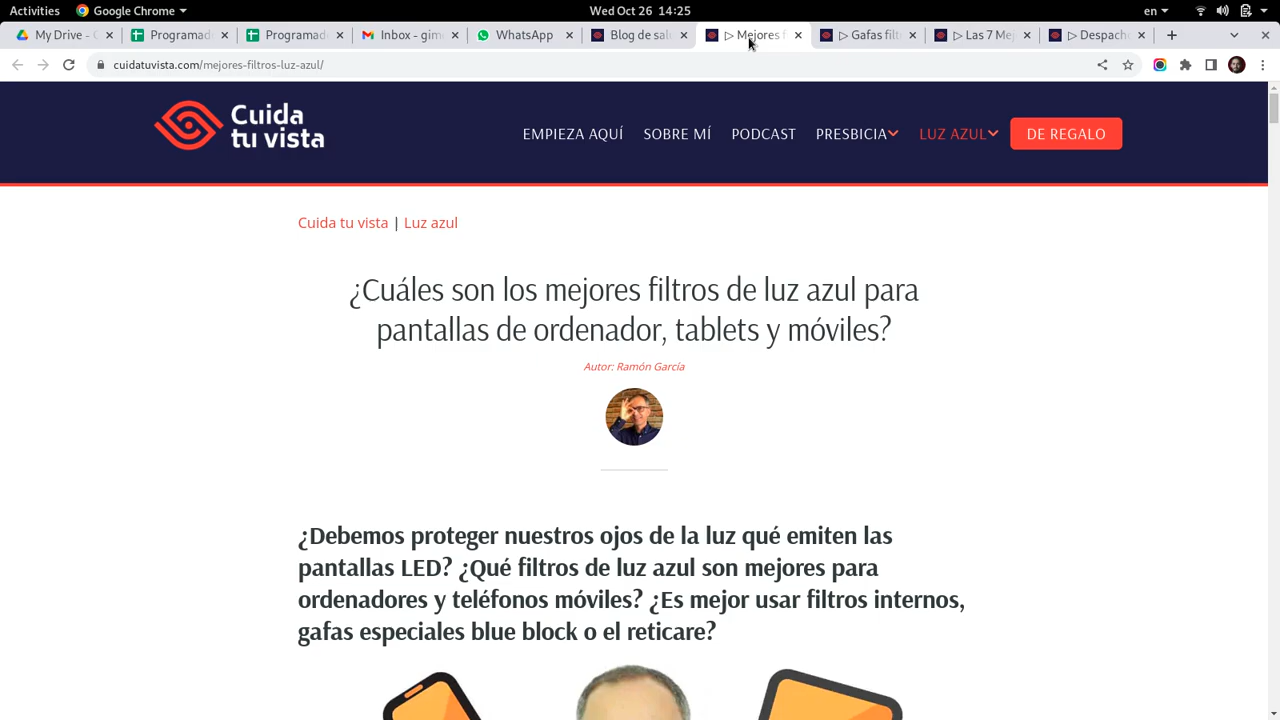 Activities Google Chrome Wed Oct 26 14:25 en
My Drive - G Programad Programad Inbox - gim WhatsApp Blog de sal ▷ Mejores f ▷ Gafas filt ▷ Las 7 Mej ▷ Despach
cuidatuvista.com/mejores-filtros-luz-azul/
Cuida
tu vista
EMPIEZA AQUÍ SOBRE MÍ PODCAST PRESBICIA LUZ AZUL DE REGALO
Cuida tu vista | Luz azul
¿Cuáles son los mejores filtros de luz azul para
pantallas de ordenador, tablets y móviles?
Autor: Ramón García
¿Debemos proteger nuestros ojos de la luz qué emiten las
pantallas LED? ¿Qué filtros de luz azul son mejores para
ordenadores y teléfonos móviles? ¿Es mejor usar filtros internos,
gafas especiales blue block o el reticare?